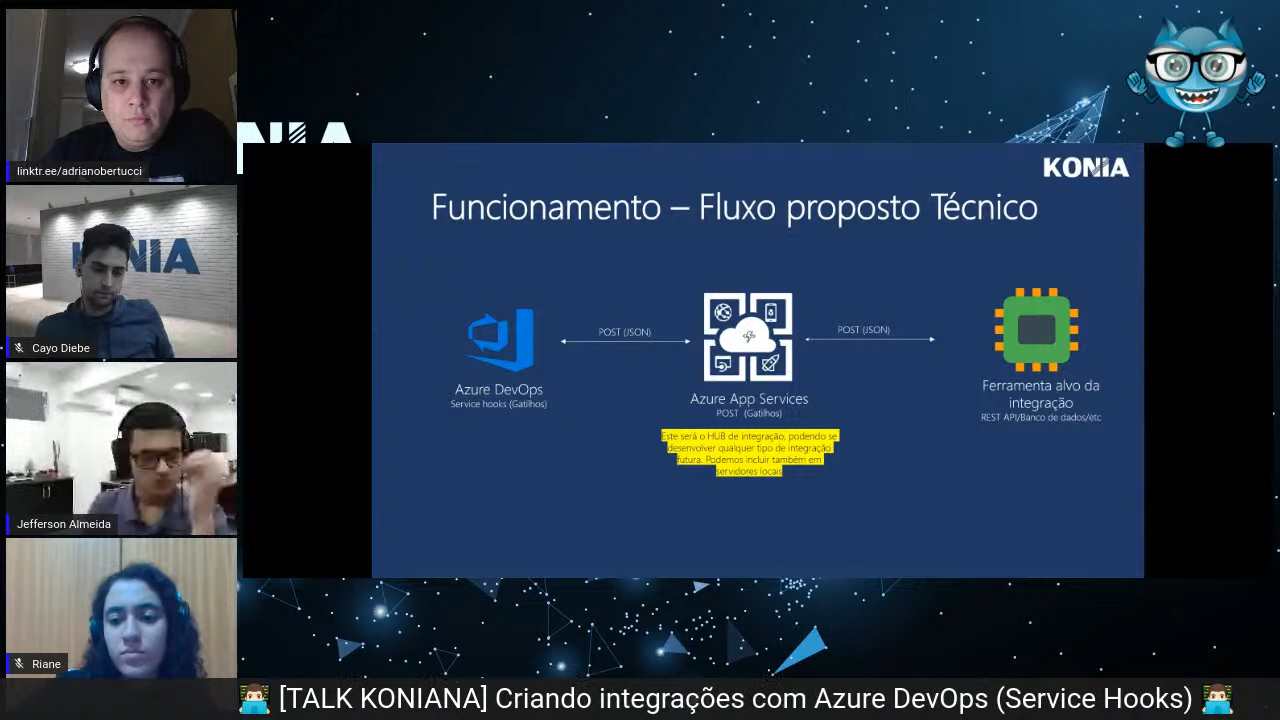 linktr.ee/adrianobertucci
KONIA
Cayo Diebe
Jefferson Almeida
Riane
KONIA
Funcionamento – Fluxo proposto Técnico
POST (JSON)
POST (JSON)
Azure DevOps
Service hooks (Gatilhos)
Azure App Services
POST (Gatilhos)
Este será o HUB de integração, podendo se
desenvolver qualquer tipo de integração
futura. Podemos incluir também em
servidores locais
Ferramenta alvo da
integração
REST API/Banco de dados/etc.
[TALK KONIANA] Criando integrações com Azure DevOps (Service Hooks)